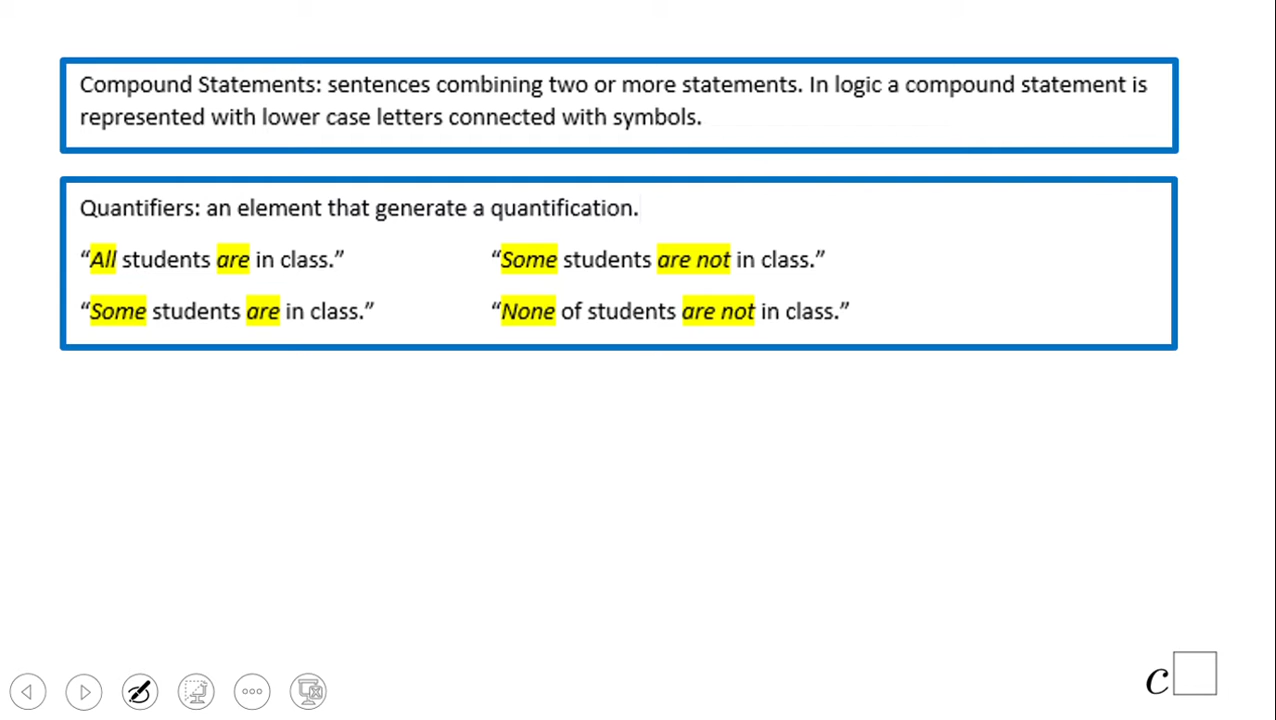 Compound Statements: sentences combining two or more statements. In logic a compound statement is
represented with lower case letters connected with symbols.
Quantifiers: an element that generate a quantification.
“All students are in class.” “Some students are not in class.”
“Some students are in class.” “None of students are not in class.”
c